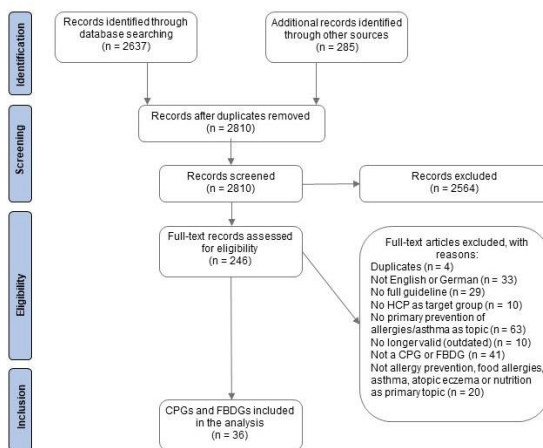 Identification
Records identified through
database searching
(n = 2637)
Additional records identified
through other sources
(n = 285)
Screening
Records after duplicates removed
(n = 2810)
Records screened
(n = 2810)
Records excluded
(n = 2564)
Eligibility
Full-text records assessed
for eligibility
(n = 246)
Full-text articles excluded, with
reasons:
Duplicates (n = 4)
Not English or German (n = 33)
No full guideline (n = 29)
No HCP as target group (n = 10)
No primary prevention of
allergies/asthma as topic (n = 63)
No longer valid (outdated) (n = 10)
Not a CPG or FBDG (n = 41)
Not allergy prevention, food allergies,
asthma, atopic eczema or nutrition
as primary topic (n = 20)
Inclusion
CPGs and FBDGs included
in the analysis
(n = 36)